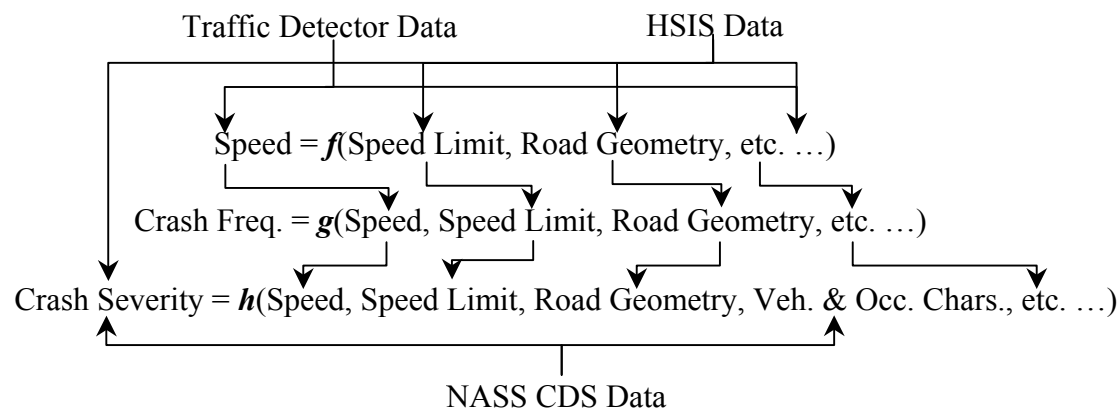 Traffic Detector Data HSIS Data
Speed = f(Speed Limit, Road Geometry, etc. …)
Crash Freq. = g(Speed, Speed Limit, Road Geometry, etc. …)
Crash Severity = h(Speed, Speed Limit, Road Geometry, Veh. & Occ. Chars., etc. …)
NASS CDS Data